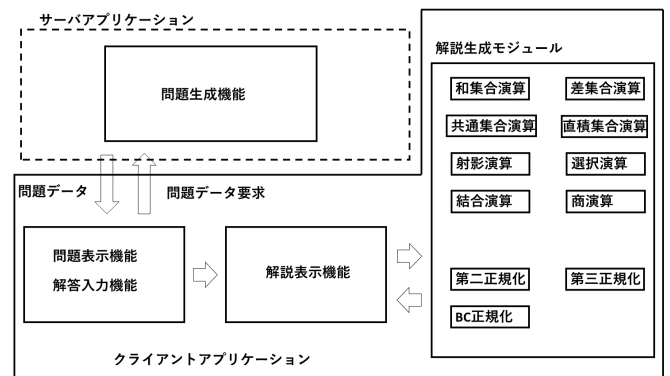 サーバアプリケーション
問題生成機能
問題データ
問題データ要求
問題表示機能
解答入力機能
解説表示機能
クライアントアプリケーション
解説生成モジュール
和集合演算
差集合演算
共通集合演算
直積集合演算
射影演算
選択演算
結合演算
商演算
第二正規化
第三正規化
BC正規化